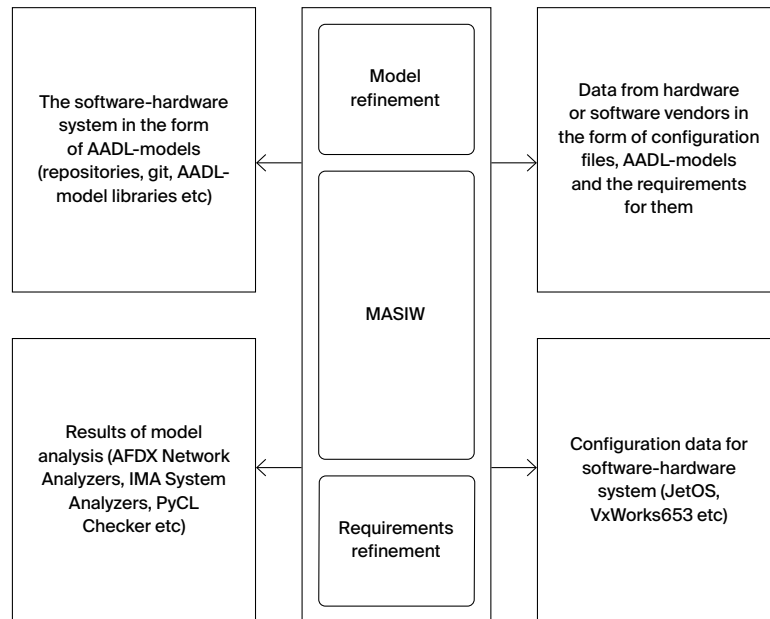 The software-hardware
system in the form
of AADL-models
(repositories, git, AADL-
model libraries etc)
Model
refinement
Data from hardware
or software vendors in
the form of configuration
files, AADL-models
and the requirements
for them
MASIW
Results of model
analysis (AFDX Network
Analyzers, IMA System
Analyzers, PyCL
Checker etc)
Requirements
refinement
Configuration data for
software-hardware
system (JetOS,
VxWorks653 etc)